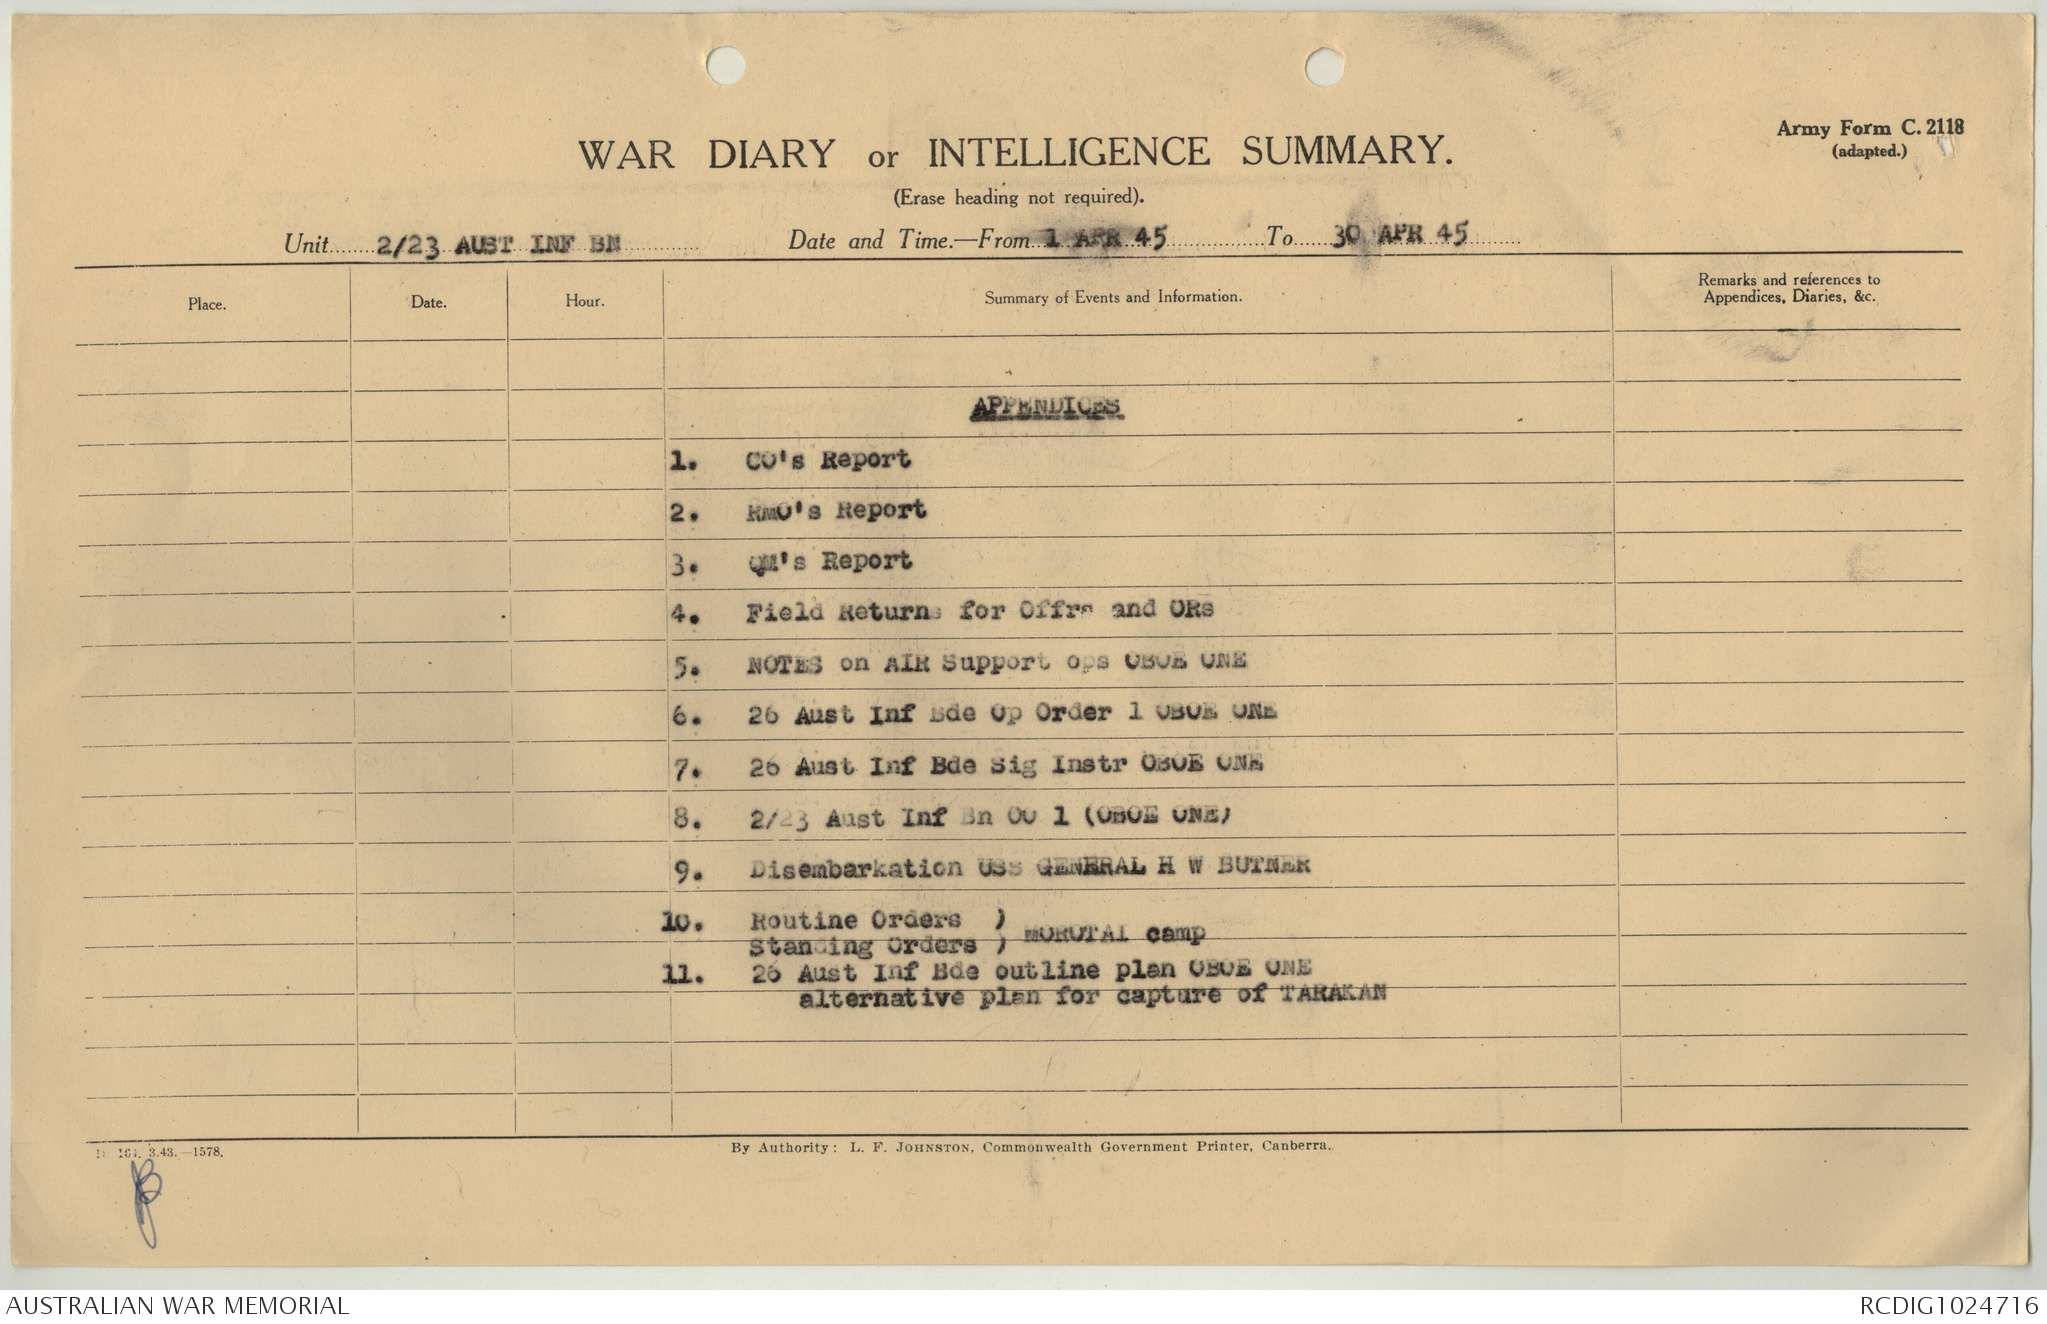 Army Form C. 2118
(adapted.)
WAR DIARY or INTELLIGENCE SUMMARY.
(Erase heading not required).
Unit 2/23 AUST INF BN Date and Time.—From 1 APR 45 To 30 APR 45
Place. Date. Hour. Summary of Events and Information. Remarks and references to
Appendices, Diaries, &c.
APPENDICES
1. CO's Report
2. RMO's Report
3. QM's Report
4. Field Returns for Offrs and ORs
5. NOTES on AIR Support ops OBOE ONE
6. 26 Aust Inf Bde Op Order 1 OBOE ONE
7. 26 Aust Inf Bde Sig Instr OBOE ONE
8. 2/23 Aust Inf Bn OO 1 (OBOE ONE)
9. Disembarkation USS GENERAL H W BUTNER
10. Routine Orders )
Standing Orders ) MOROTAI camp
11. 26 Aust Inf Bde outline plan OBOE ONE
alternative plan for capture of TARAKAN
3.43.—1578.
By Authority: L. F. JOHNSTON, Commonwealth Government Printer, Canberra.
AUSTRALIAN WAR MEMORIAL
RCDIG1024716